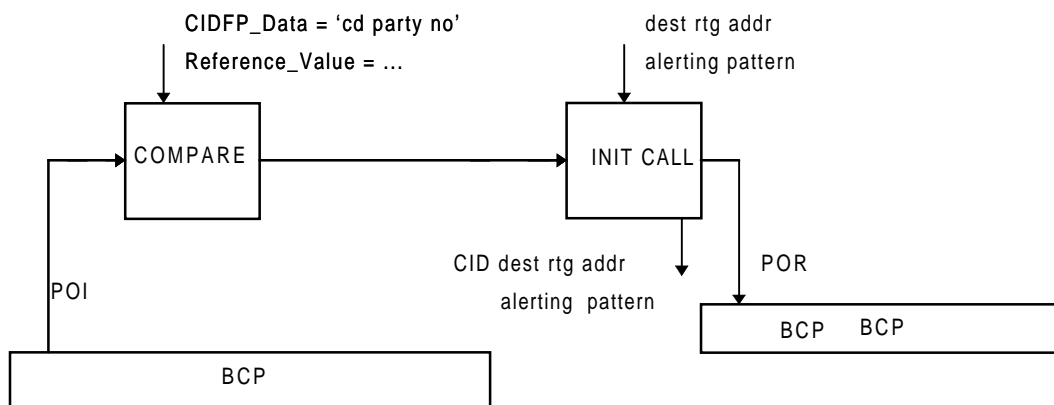 CIDFP_Data = ‘cd party no’
Reference_Value = ...
dest rtg addr
alerting pattern
COMPARE
INIT CALL
CID dest rtg addr
alerting pattern
POI
POR
BCP BCP
BCP